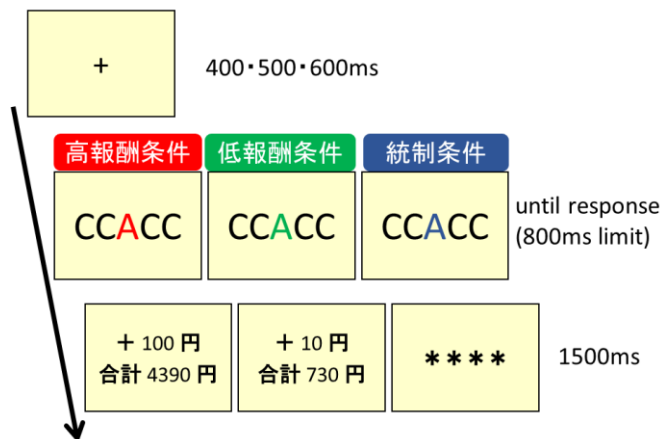 +
400・500・600ms
高報酬条件
低報酬条件
統制条件
CCACC
CCACC
CCACC
until response
(800ms limit)
＋ 100 円
合計 4390 円
＋ 10 円
合計 730 円
＊＊＊＊
1500ms